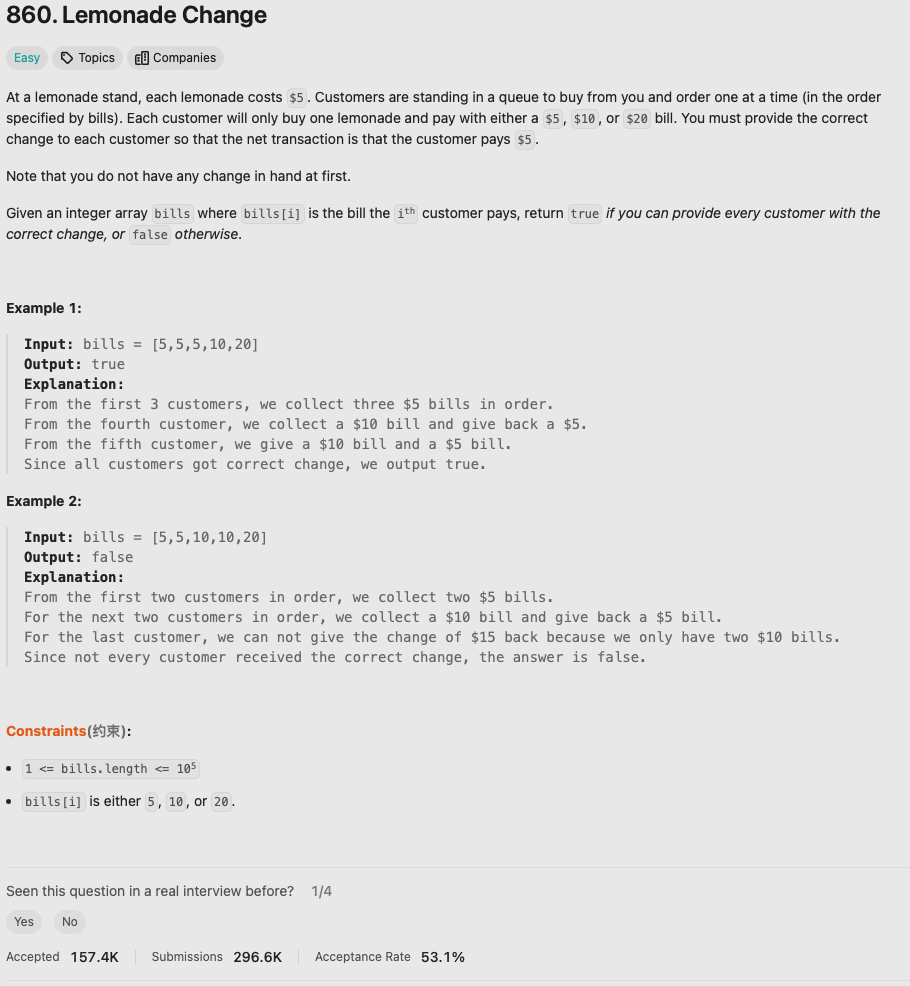 860. Lemonade Change
Easy Topics Companies
At a lemonade stand, each lemonade costs $5. Customers are standing in a queue to buy from you and order one at a time (in the order
specified by bills). Each customer will only buy one lemonade and pay with either a $5, $10, or $20 bill. You must provide the correct
change to each customer so that the net transaction is that the customer pays $5.
Note that you do not have any change in hand at first.
Given an integer array bills where bills[i] is the bill the iᵗʰ customer pays, return true if you can provide every customer with the
correct change, or false otherwise.
Example 1:
Input: bills = [5,5,5,10,20]
Output: true
Explanation:
From the first 3 customers, we collect three $5 bills in order.
From the fourth customer, we collect a $10 bill and give back a $5.
From the fifth customer, we give a $10 bill and a $5 bill.
Since all customers got correct change, we output true.
Example 2:
Input: bills = [5,5,10,10,20]
Output: false
Explanation:
From the first two customers in order, we collect two $5 bills.
For the next two customers in order, we collect a $10 bill and give back a $5 bill.
For the last customer, we can not give the change of $15 back because we only have two $10 bills.
Since not every customer received the correct change, the answer is false.
Constraints(约束):
• 1 <= bills.length <= 10⁵
• bills[i] is either 5, 10, or 20.
Seen this question in a real interview before? 1/4
Yes No
Accepted 157.4K Submissions 296.6K Acceptance Rate 53.1%